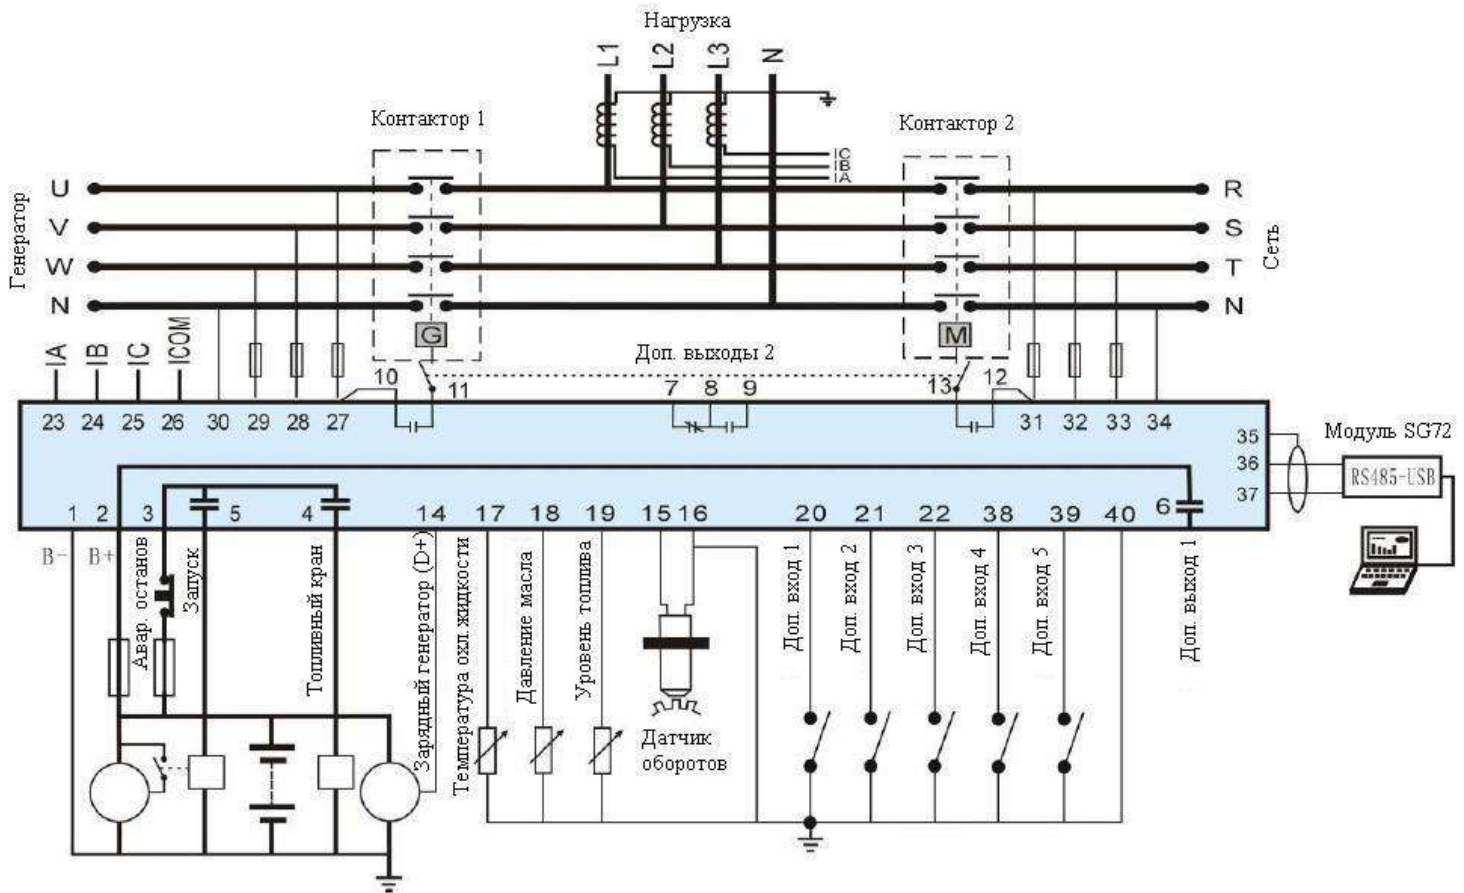 Нагрузка
L1
L2
L3
N
Контактор 1
Контактор 2
IC
IB
IA
Генератор
U
V
W
N
R
S
T
N
Сеть
G
M
IA
IB
IC
ICOM
Доп. выходы 2
10
11
7
8
9
13
12
23
24
25
26
30
29
28
27
31
32
33
34
35
36
37
Модуль SG72
RS485-USB
1
2
3
5
4
14
17
18
19
15
16
20
21
22
38
39
40
6
B-
B+
Авар. останов
Запуск
Топливный кран
Зарядный генератор (D+)
Температура охл. жидкости
Давление масла
Уровень топлива
Датчик
оборотов
Доп. вход 1
Доп. вход 2
Доп. вход 3
Доп. вход 4
Доп. вход 5
Доп. выход 1